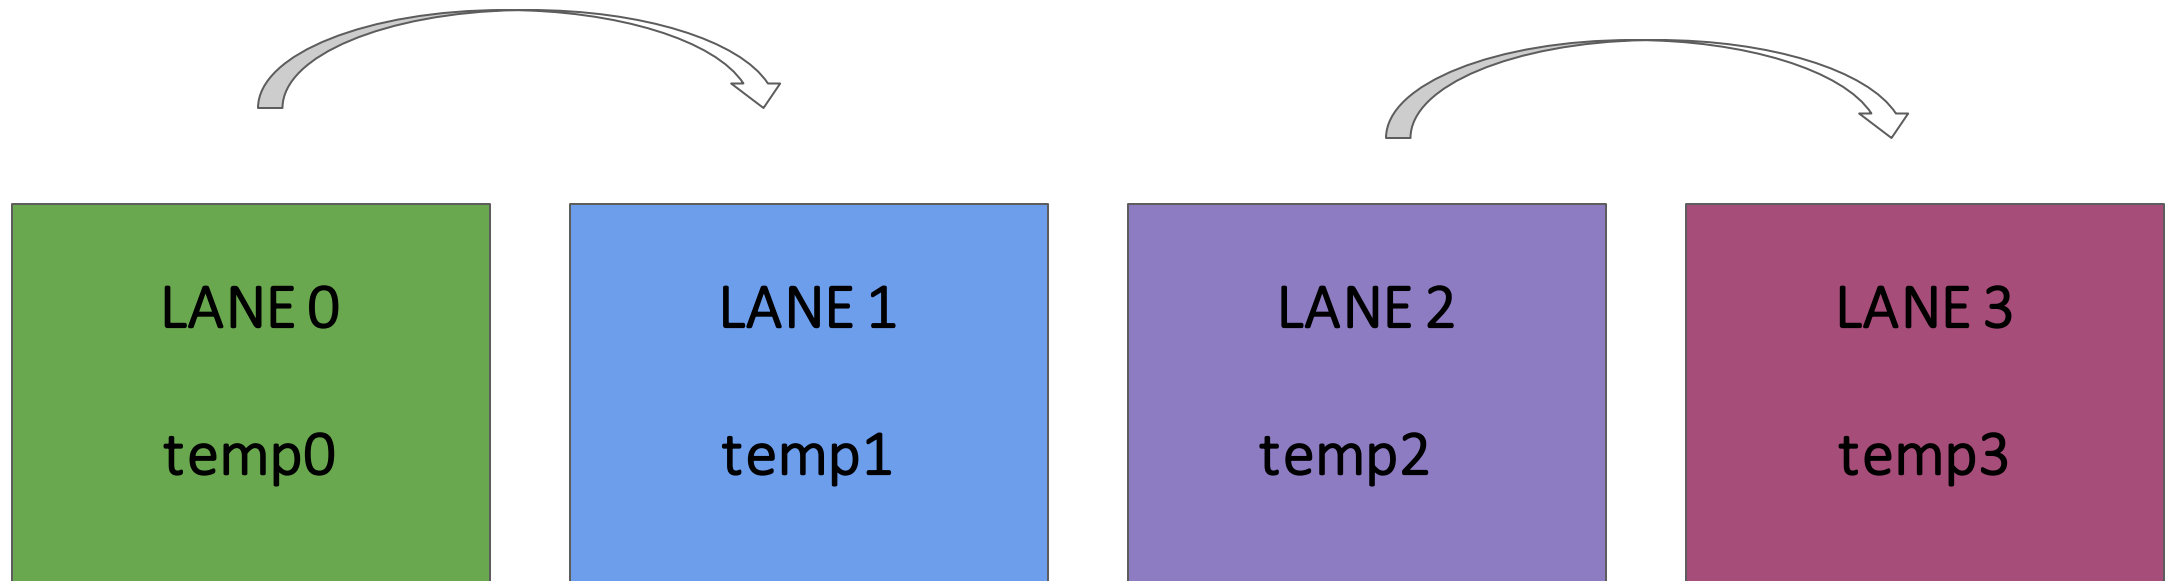 LANE 0
temp0
LANE 1
temp1
LANE 2
temp2
LANE 3
temp3